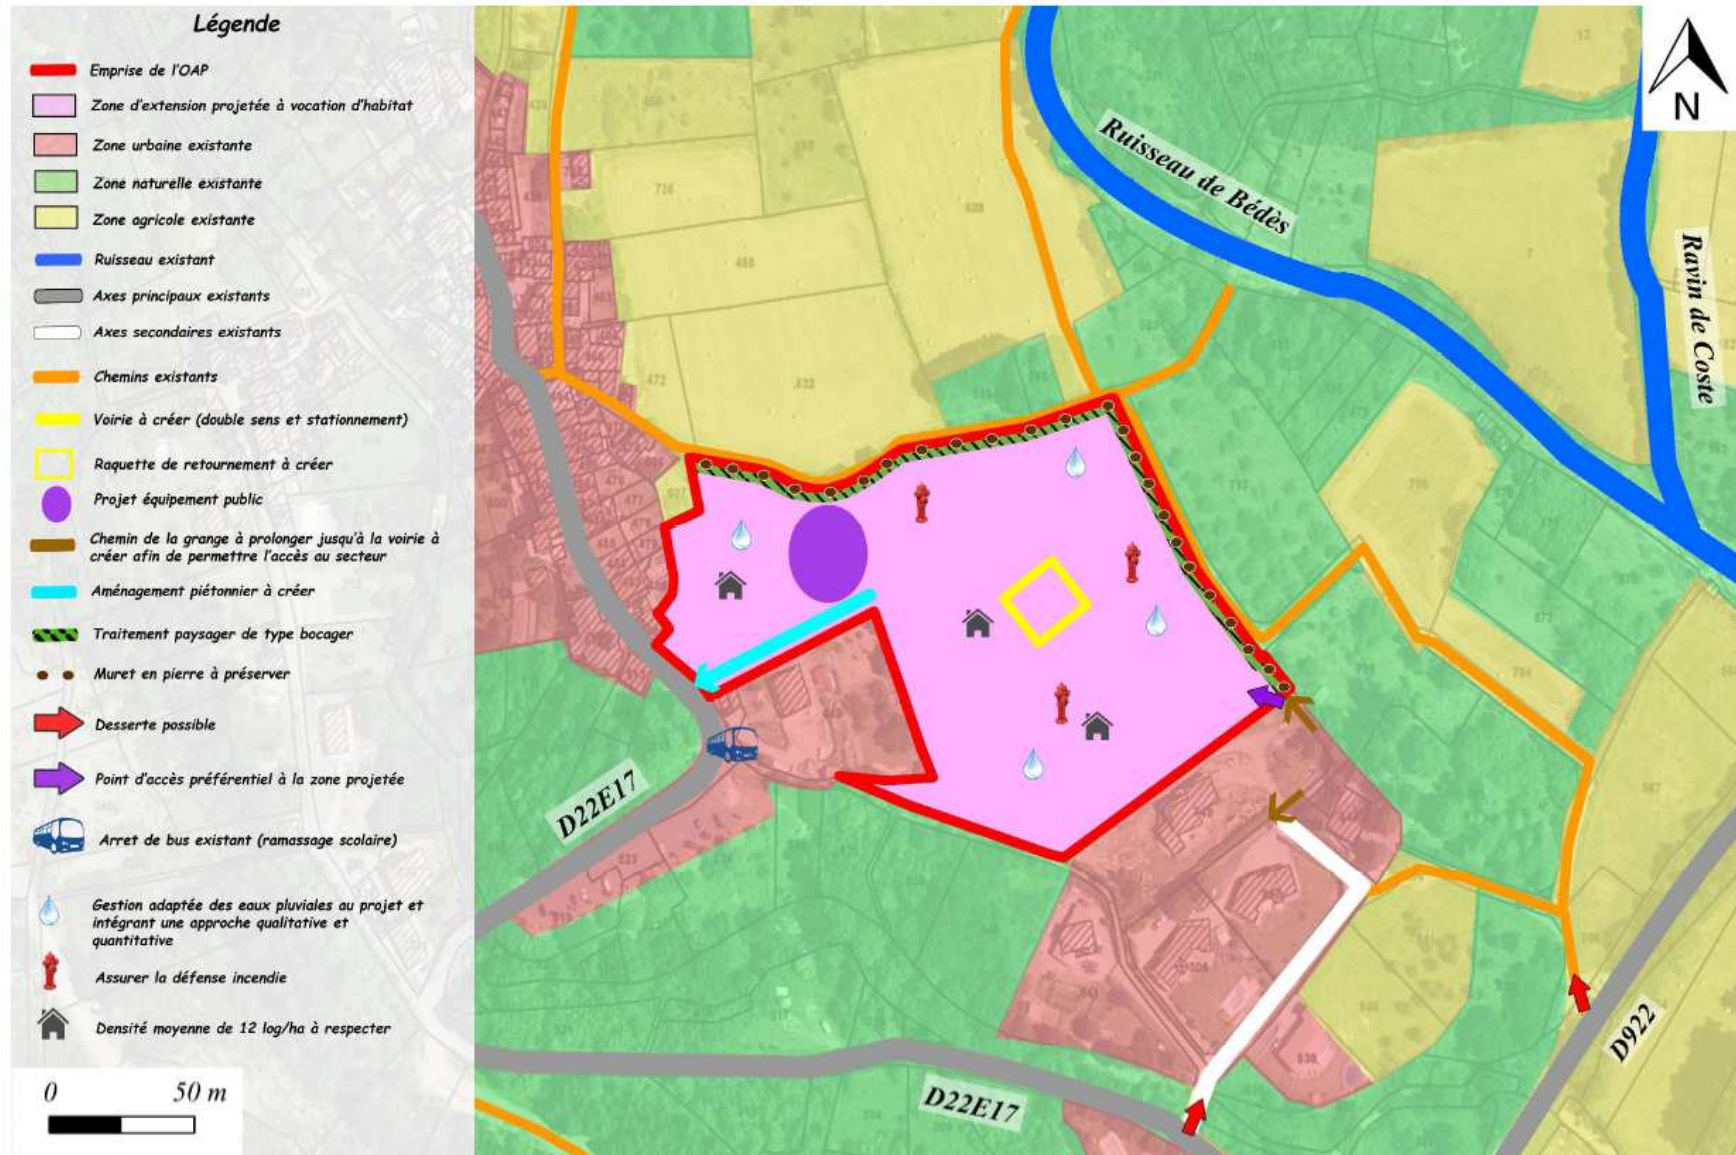 Légende
Emprise de l'OAP
Zone d'extension projetée à vocation d'habitat
Zone urbaine existante
Zone naturelle existante
Zone agricole existante
Ruisseau existant
Axes principaux existants
Axes secondaires existants
Chemins existants
Voirie à créer (double sens et stationnement)
Raquette de retournement à créer
Projet équipement public
Chemin de la grange à prolonger jusqu'à la voirie à
créer afin de permettre l'accès au secteur
Aménagement piétonnier à créer
Traitement paysager de type bocager
Muret en pierre à préserver
Desserte possible
Point d'accès préférentiel à la zone projetée
Arret de bus existant (ramassage scolaire)
Gestion adaptée des eaux pluviales au projet et
intégrant une approche qualitative et
quantitative
Assurer la défense incendie
Densité moyenne de 12 log/ha à respecter
0 50 m
N
Ruisseau de Bédès
Ravin de Coste
D22E17
D22E17
D922
736
608
488
472
632